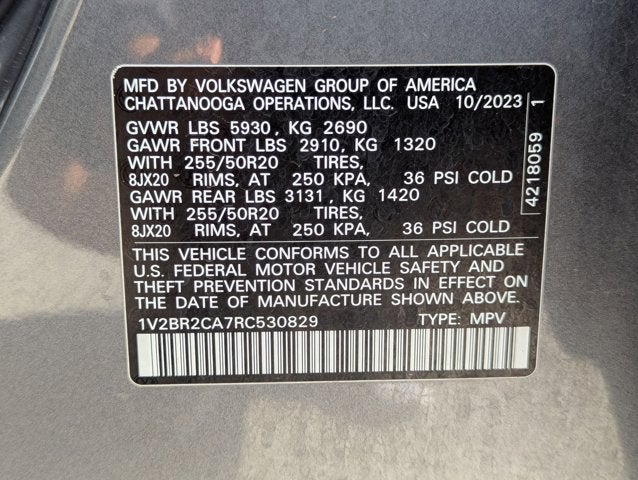 MFD BY VOLKSWAGEN GROUP OF AMERICA
CHATTANOOGA OPERATIONS, LLC. USA 10/2023
GVWR LBS 5930, KG 2690
GAWR FRONT LBS 2910, KG 1320
WITH 255/50R20 TIRES,
8JX20 RIMS, AT 250 KPA, 36 PSI COLD
GAWR REAR LBS 3131, KG 1420
WITH 255/50R20 TIRES,
8JX20 RIMS, AT 250 KPA, 36 PSI COLD
THIS VEHICLE CONFORMS TO ALL APPLICABLE
U.S. FEDERAL MOTOR VEHICLE SAFETY AND
THEFT PREVENTION STANDARDS IN EFFECT ON
THE DATE OF MANUFACTURE SHOWN ABOVE.
1V2BR2CA7RC530829 TYPE: MPV
4218059 1